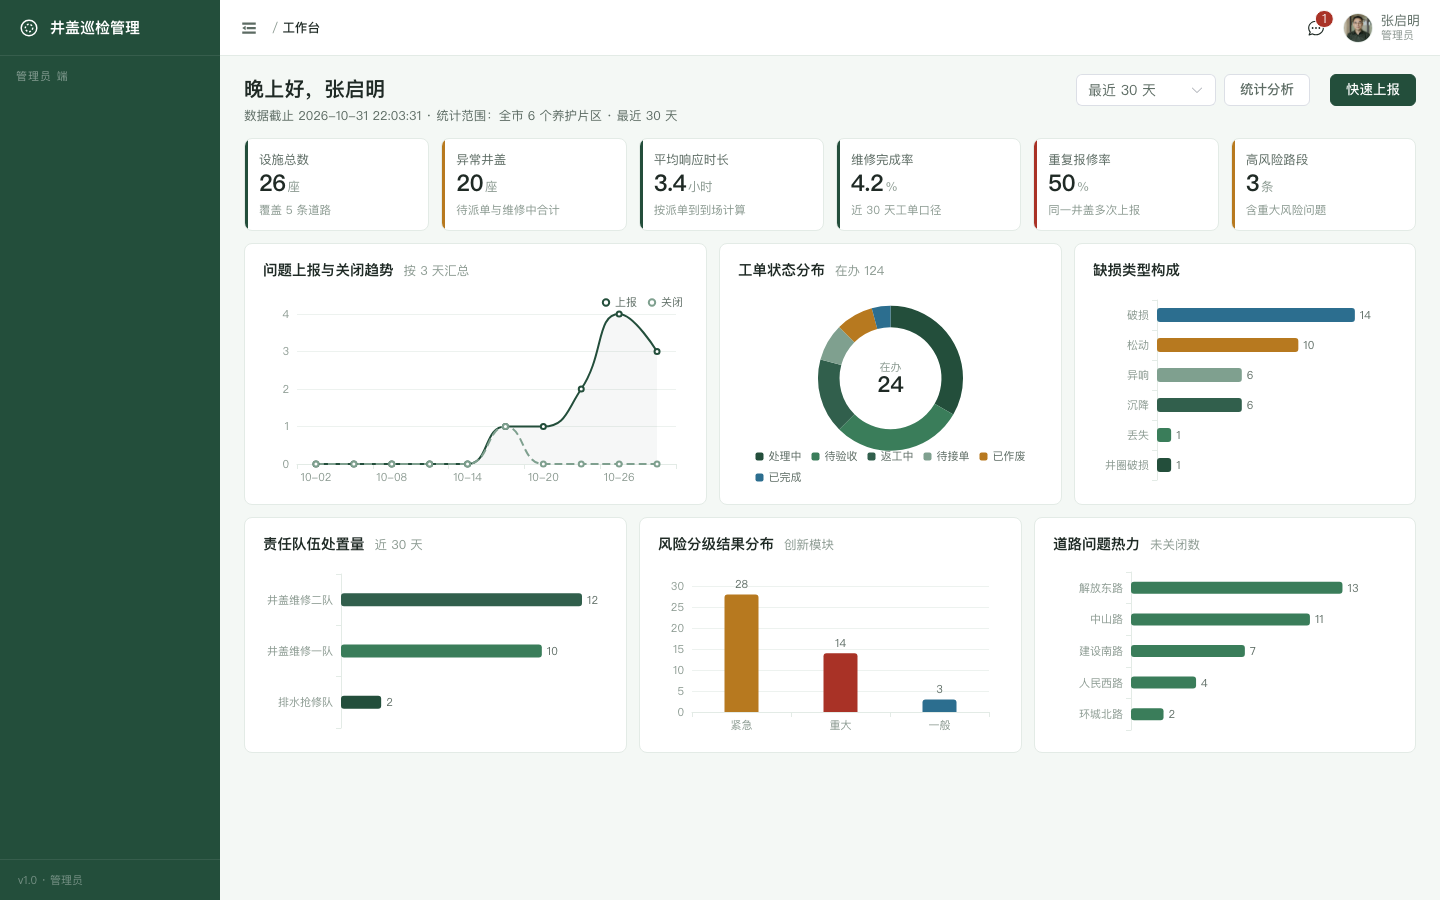 井盖巡检管理
管理员 端
v1.0 · 管理员
/ 工作台
1
张启明
管理员
晚上好，张启明
数据截止 2026-10-31 22:03:31 · 统计范围：全市 6 个养护片区 · 最近 30 天
最近 30 天
统计分析
快速上报
设施总数
26座
覆盖 5 条道路
异常井盖
20座
待派单与维修中合计
平均响应时长
3.4小时
按派单到到场计算
维修完成率
4.2%
近 30 天工单口径
重复报修率
50%
同一井盖多次上报
高风险路段
3条
含重大风险问题
问题上报与关闭趋势 按 3 天汇总
上报 关闭
4
3
2
1
0
10-02 10-08 10-14 10-20 10-26
工单状态分布 在办 124
在办
24
处理中 待验收 返工中 待接单 已作废
已完成
缺损类型构成
破损 14
松动 10
异响 6
沉降 6
丢失 1
井圈破损 1
责任队伍处置量 近 30 天
井盖维修二队 12
井盖维修一队 10
排水抢修队 2
风险分级结果分布 创新模块
30
25
20
15
10
5
0
28
14
3
紧急 重大 一般
道路问题热力 未关闭数
解放东路 13
中山路 11
建设南路 7
人民西路 4
环城北路 2